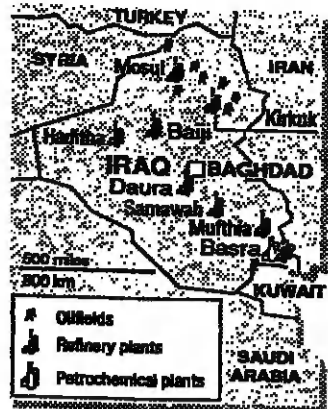 TURKEY
SYRIA
Mosul
IRAN
Kirkuk
Haditha
Baiji
IRAQ
BAGHDAD
Daura
Samawah
Mufthia
Basra
500 miles
800 km
KUWAIT
Oilfields
Refinery plants
Petrochemical plants
SAUDI
ARABIA